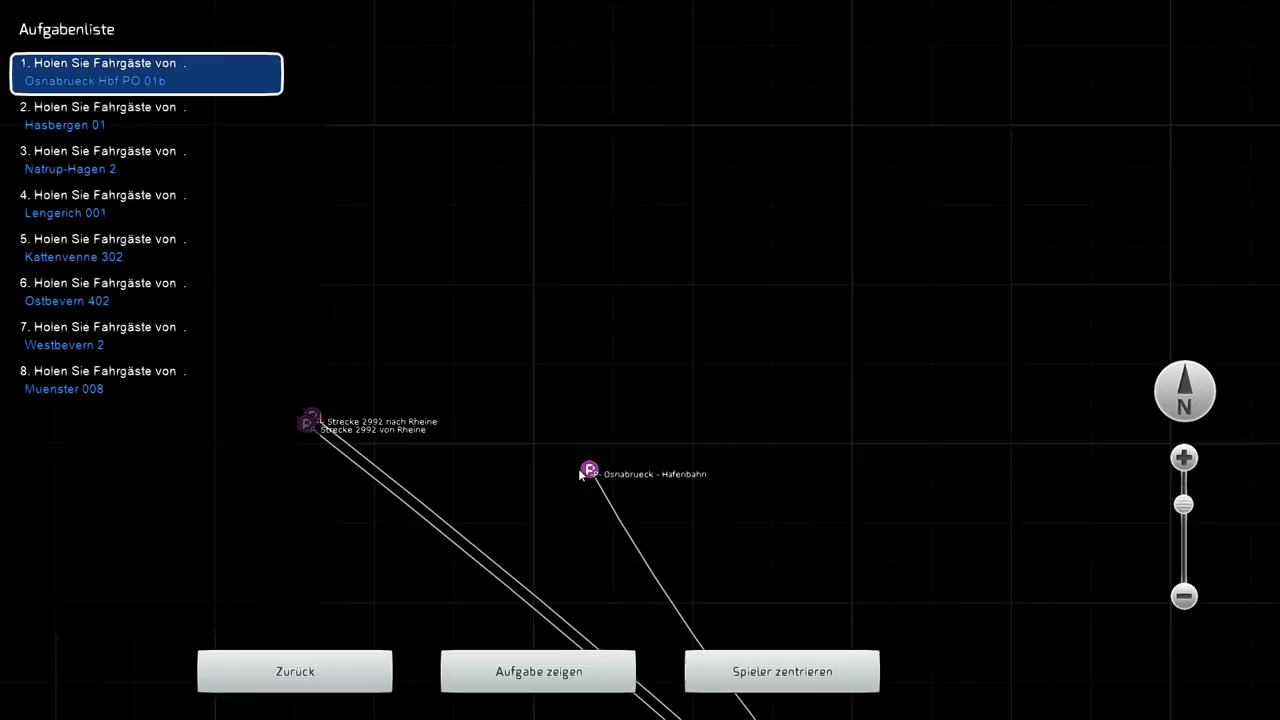 Aufgabenliste
1. Holen Sie Fahrgäste von .
Osnabrueck Hbf PO 01b
2. Holen Sie Fahrgäste von .
Hasbergen 01
3. Holen Sie Fahrgäste von .
Natrup-Hagen 2
4. Holen Sie Fahrgäste von .
Lengerich 001
5. Holen Sie Fahrgäste von .
Kattenvenne 302
6. Holen Sie Fahrgäste von .
Ostbevern 402
7. Holen Sie Fahrgäste von .
Westbevern 2
8. Holen Sie Fahrgäste von .
Muenster 008
P Strecke 2992 nach Rheine
P Strecke 2992 von Rheine
P Osnabrueck - Hafenbahn
N
Zurück
Aufgabe zeigen
Spieler zentrieren